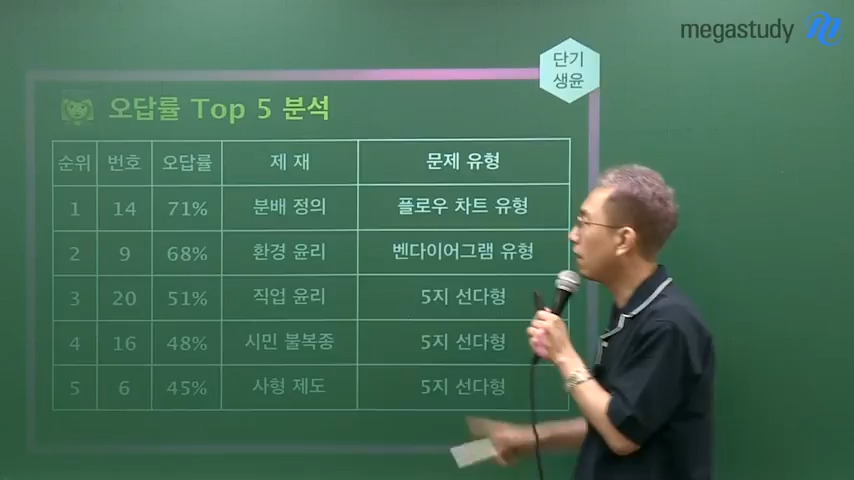 megastudy
단기
생윤
오답률 Top 5 분석
순위 번호 오답률 제 재 문제 유형
1 14 71% 분배 정의 플로우 차트 유형
2 9 68% 환경 윤리 벤다이어그램 유형
3 20 51% 직업 윤리 5지 선다형
4 16 48% 시민 불복종 5지 선다형
5 6 45% 사형 제도 5지 선다형